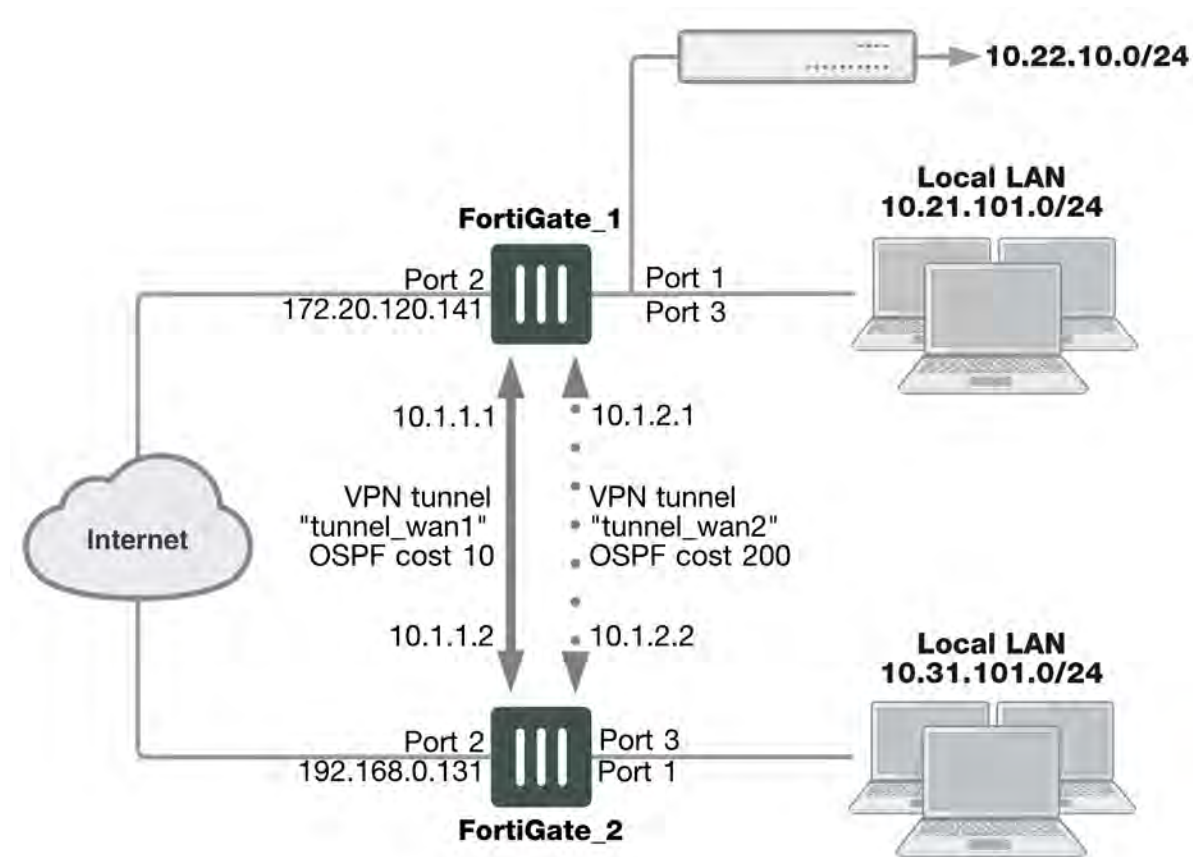 10.22.10.0/24
Local LAN
10.21.101.0/24
FortiGate_1
Port 2
172.20.120.141
Port 1
Port 3
10.1.1.1
10.1.2.1
VPN tunnel
"tunnel_wan1"
OSPF cost 10
VPN tunnel
"tunnel_wan2"
OSPF cost 200
Internet
10.1.1.2
10.1.2.2
Local LAN
10.31.101.0/24
Port 2
192.168.0.131
Port 3
Port 1
FortiGate_2